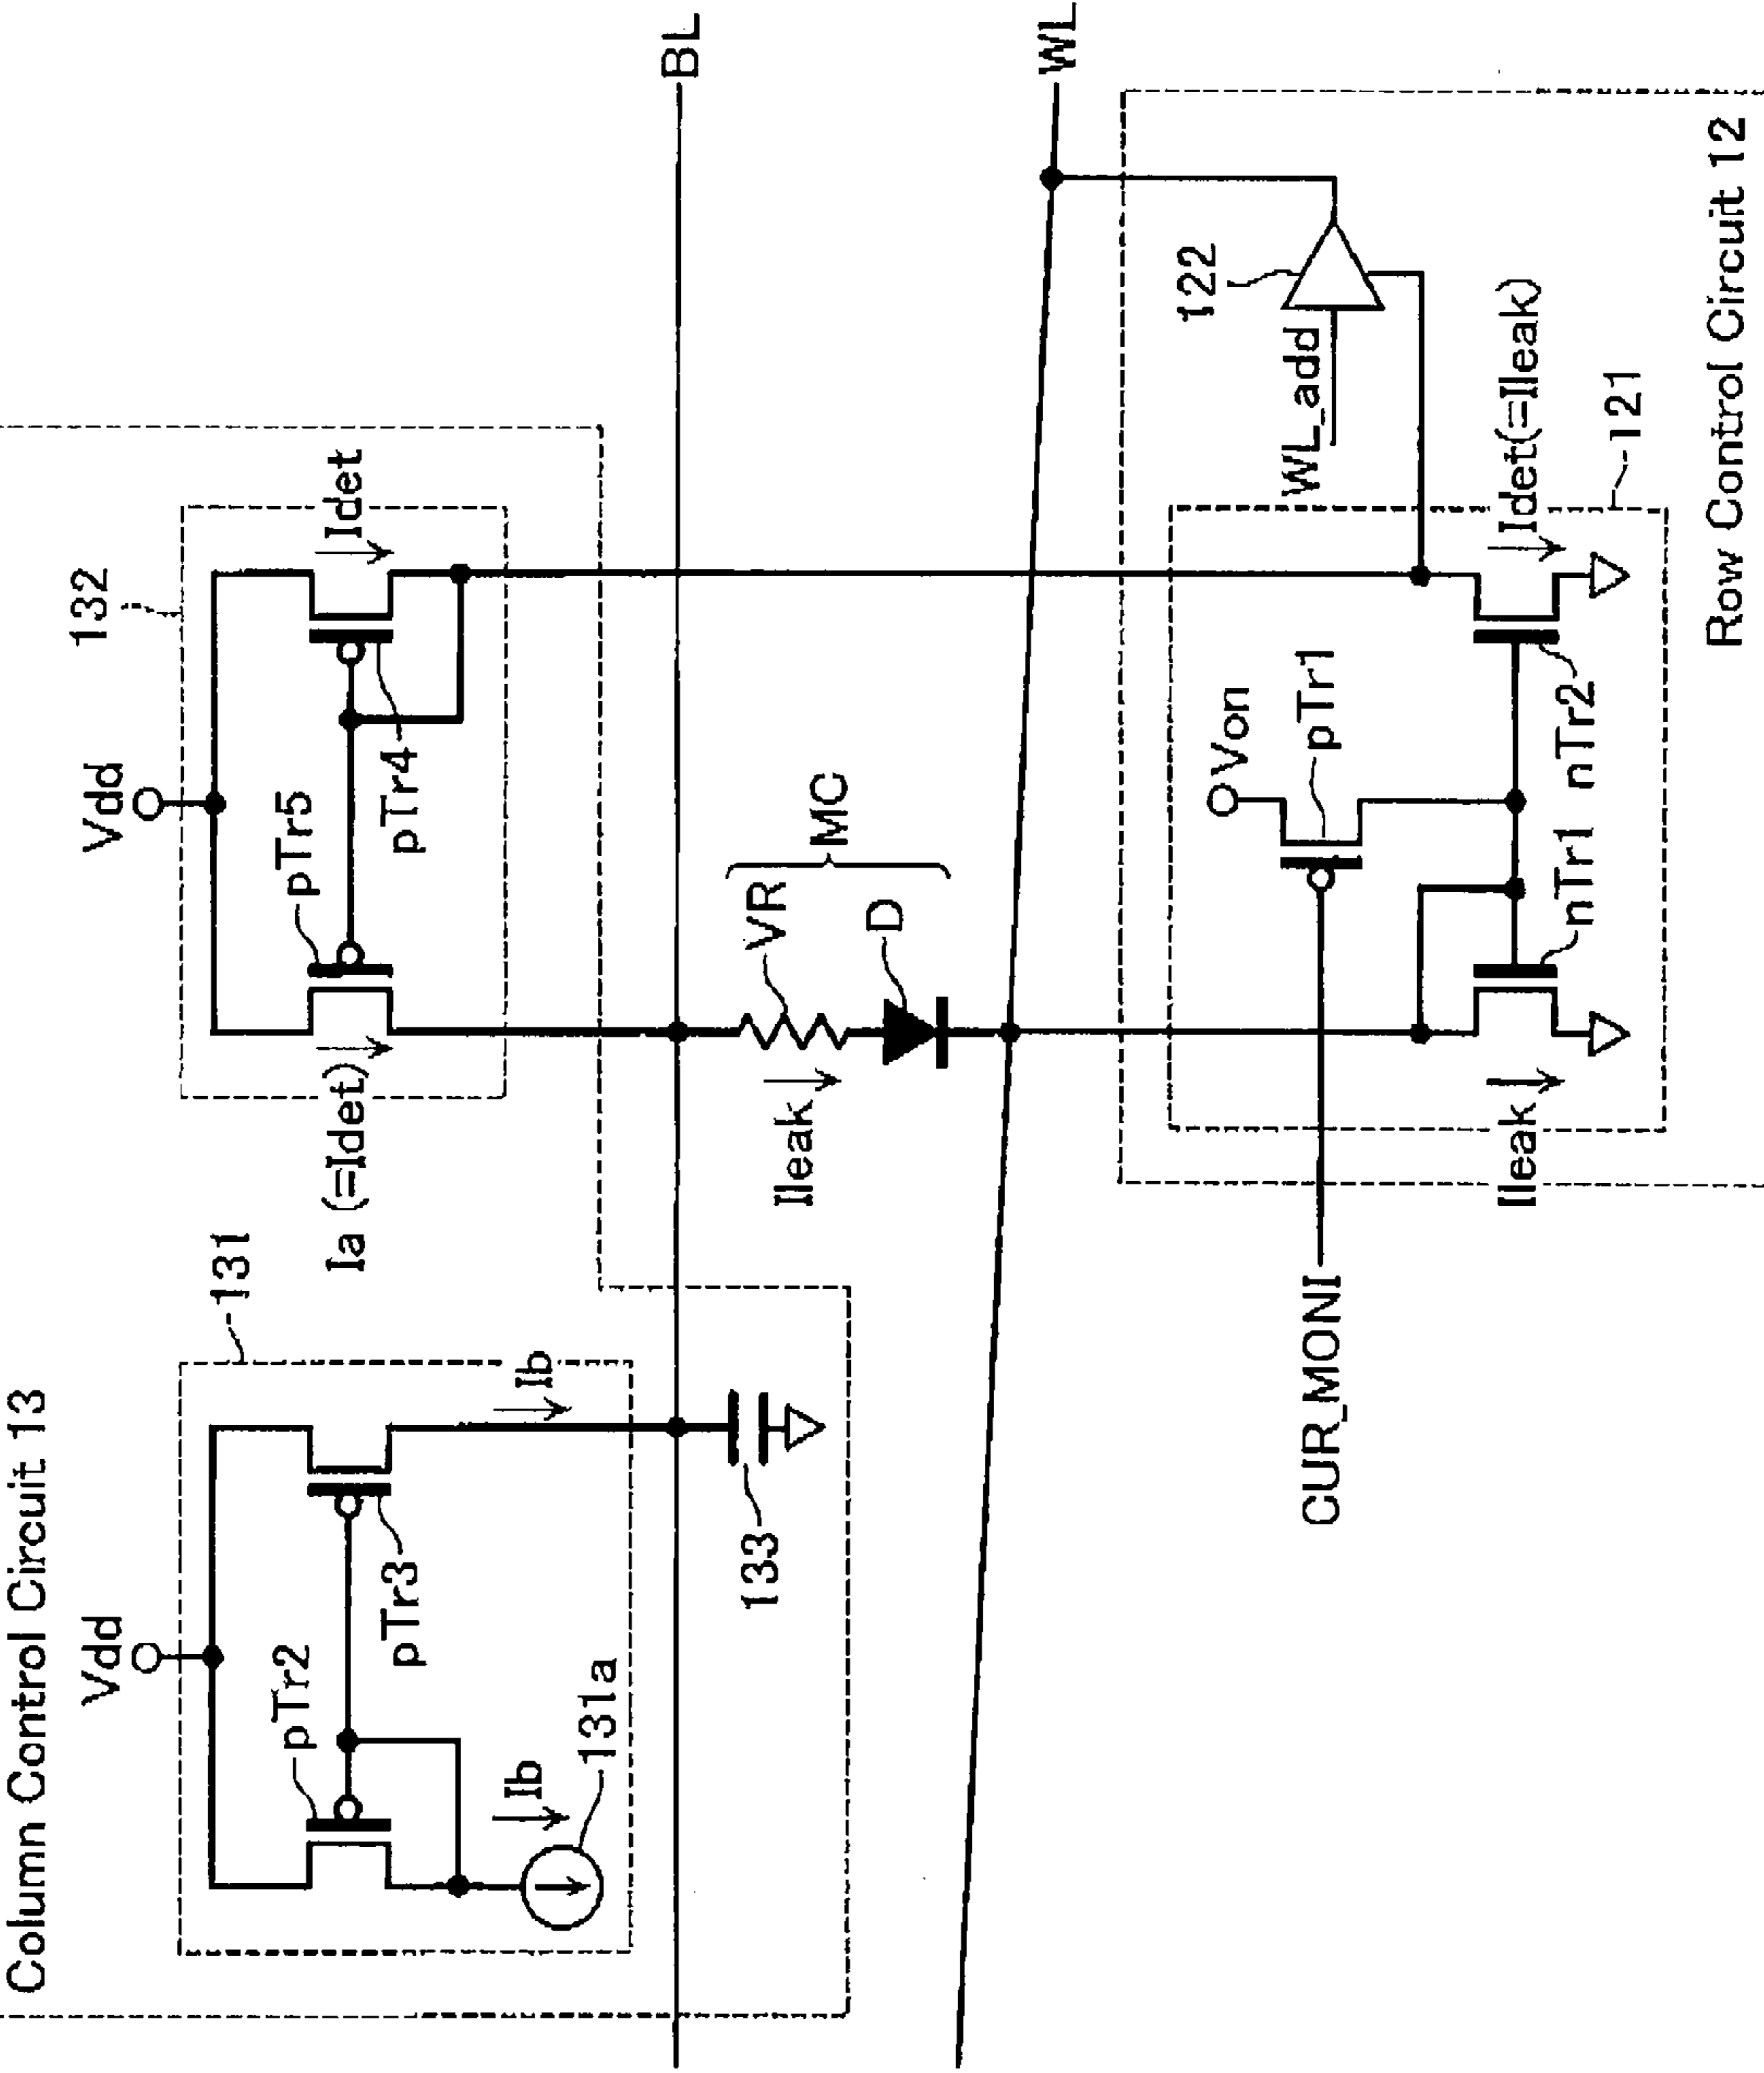 Column Control Circuit 13
Vdd
131
pTr2
pTr3
Ib
Ib
131a
133
Vdd
132
pTr5
pTr4
Ia (=Idet)
Idet
BL
Ileak
VR
D
MC
WL
CUR_MONI
Von
pTr1
WL_add
122
Ileak
nTr1
nTr2
Idet(=Ileak)
121
Row Control Circuit 12